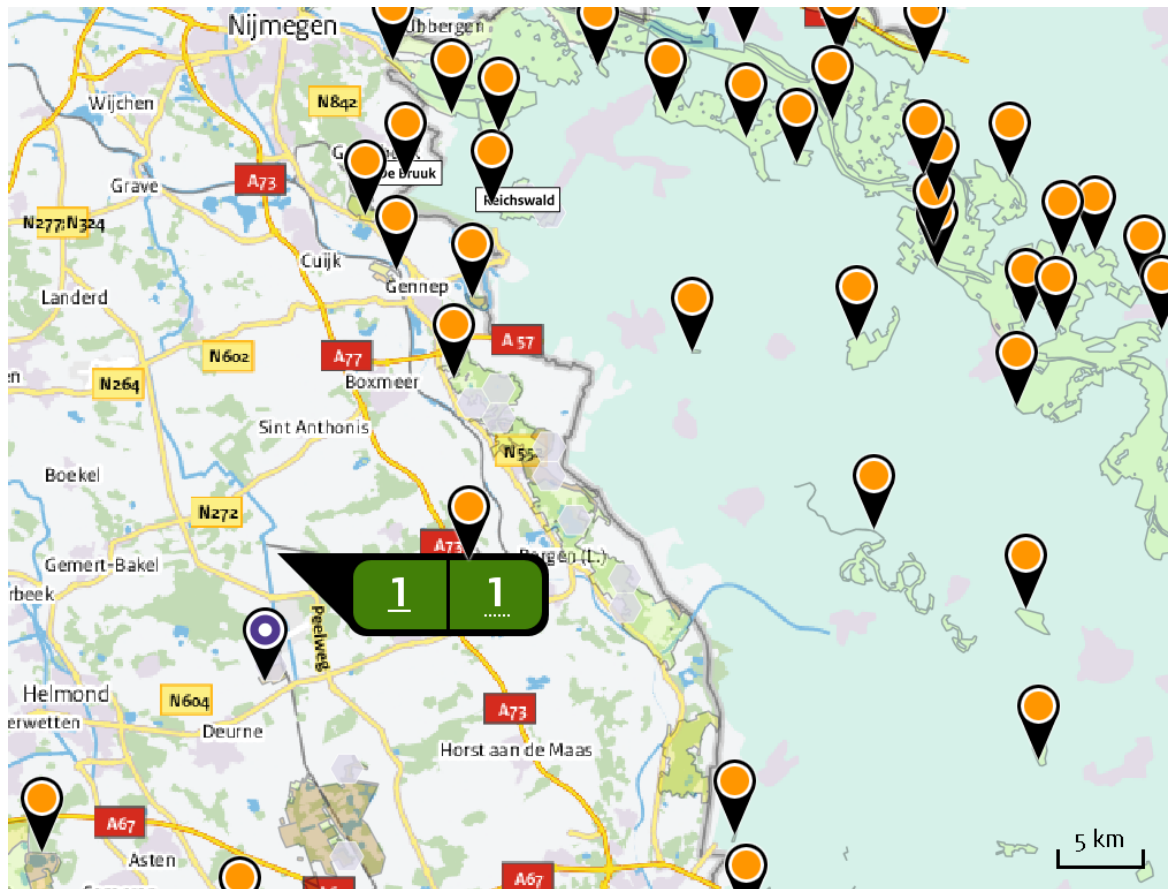 Nijmegen
Ubbergen
Wijchen
N842
De Bruuk
A73
Grave
Reichswald
N277
N324
Cuijk
Gennep
Landerd
A 57
N602
A77
N264
Boxmeer
Sint Anthonis
N55
Boekel
N272
A73
Bergen (L.)
Gemert-Bakel
rbeek
1 1
Peelweg
Helmond
N604
A73
erwetten
Deurne
Horst aan de Maas
A67
5 km
Asten
A67